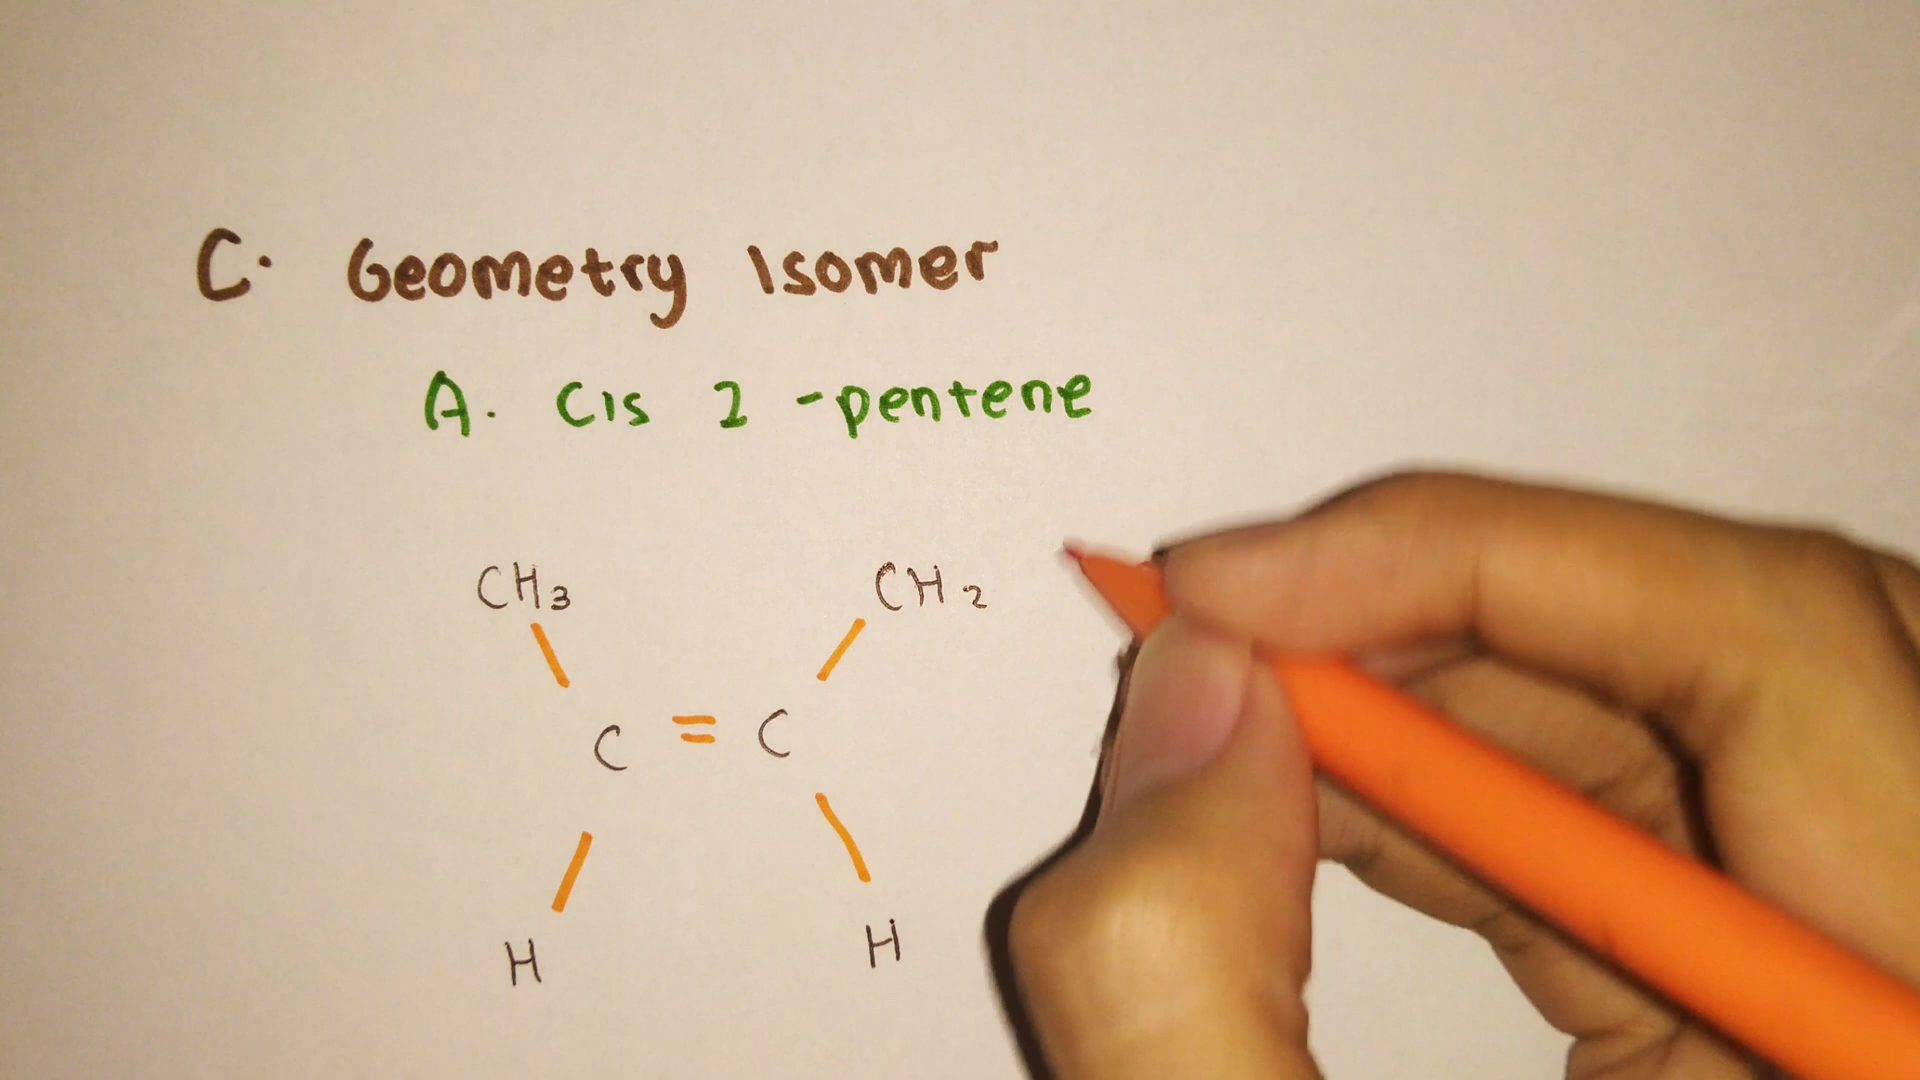 C. Geometry Isomer
A. Cis 2 -pentene
CH3 CH2
C = C
H H